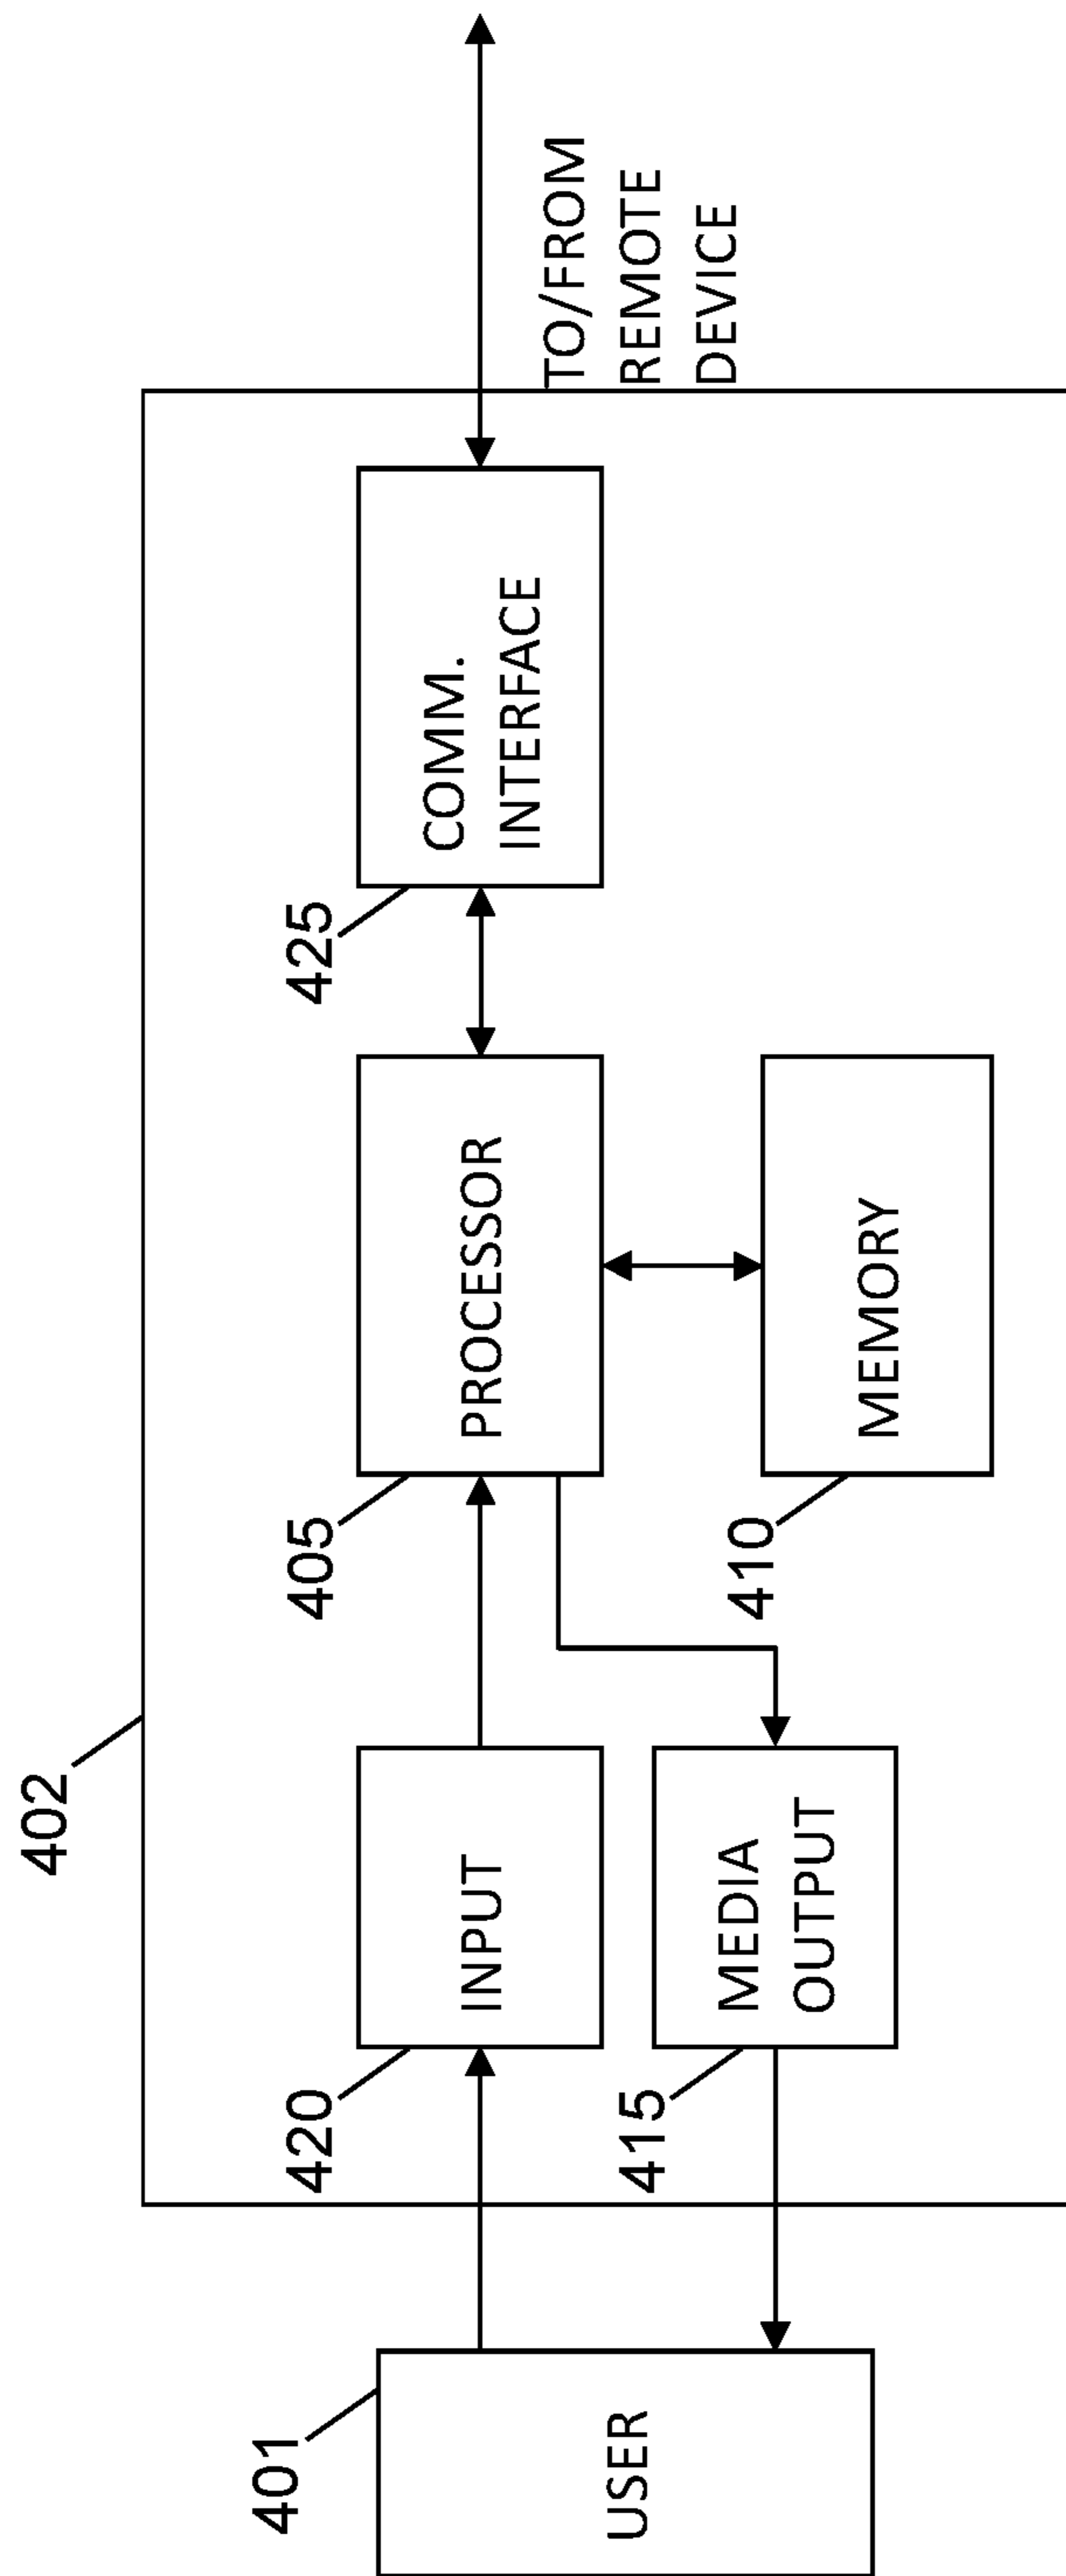 402
401
USER
420
INPUT
415
MEDIA
OUTPUT
405
PROCESSOR
410
MEMORY
425
COMM.
INTERFACE
TO/FROM
REMOTE
DEVICE